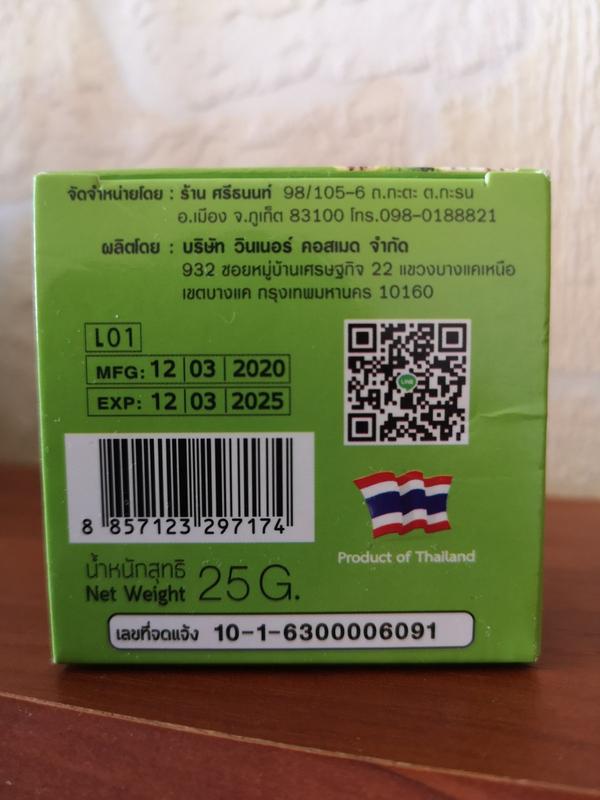 จัดจำหน่ายโดย : ร้าน ศรีธนนท์ 98/105-6 ถ.กะตะ ต.กะรน
อ.เมือง จ.ภูเก็ต 83100 โทร.098-0188821
ผลิตโดย : บริษัท วินเนอร์ คอสเมด จำกัด
932 ซอยหมู่บ้านเศรษฐกิจ 22 แขวงบางแคเหนือ
เขตบางแค กรุงเทพมหานคร 10160
L01
MFG: 12 | 03 | 2020
EXP: 12 | 03 | 2025
LINE
8 857123 297174
Product of Thailand
น้ำหนักสุทธิ
Net Weight 25 G.
เลขที่จดแจ้ง 10-1-6300006091